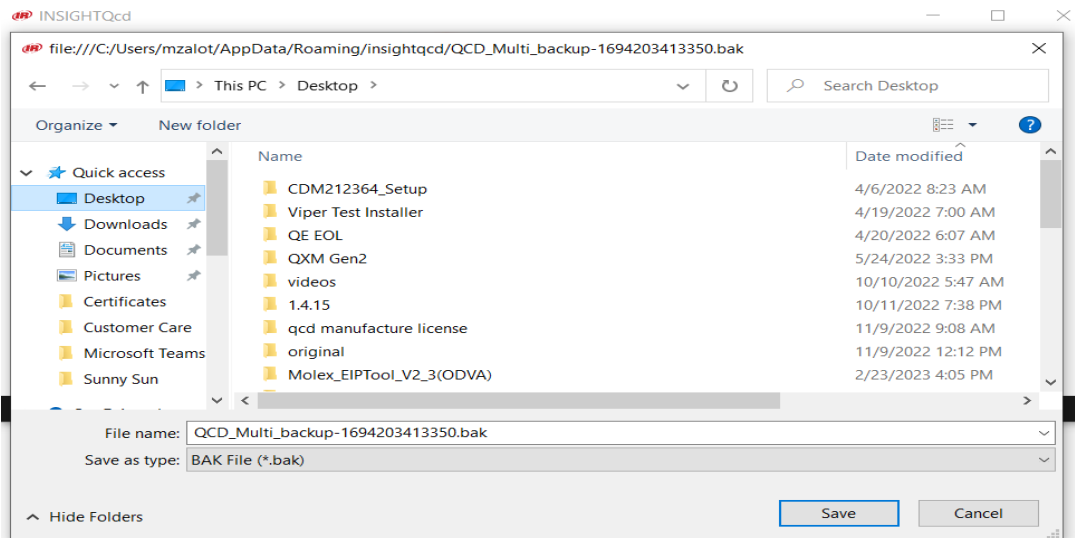 INSIGHTQcd
file:///C:/Users/mzalot/AppData/Roaming/insightqcd/QCD_Multi_backup-1694203413350.bak
This PC > Desktop >
Search Desktop
Organize
New folder
Name
Date modified
Quick access
Desktop
Downloads
Documents
Pictures
Certificates
Customer Care
Microsoft Teams
Sunny Sun
CDM212364_Setup 4/6/2022 8:23 AM
Viper Test Installer 4/19/2022 7:00 AM
QE EOL 4/20/2022 6:07 AM
QXM Gen2 5/24/2022 3:33 PM
videos 10/10/2022 5:47 AM
1.4.15 10/11/2022 7:38 PM
qcd manufacture license 11/9/2022 9:08 AM
original 11/9/2022 12:12 PM
Molex_EIPTool_V2_3(ODVA) 2/23/2023 4:05 PM
File name: QCD_Multi_backup-1694203413350.bak
Save as type: BAK File (*.bak)
Hide Folders
Save
Cancel